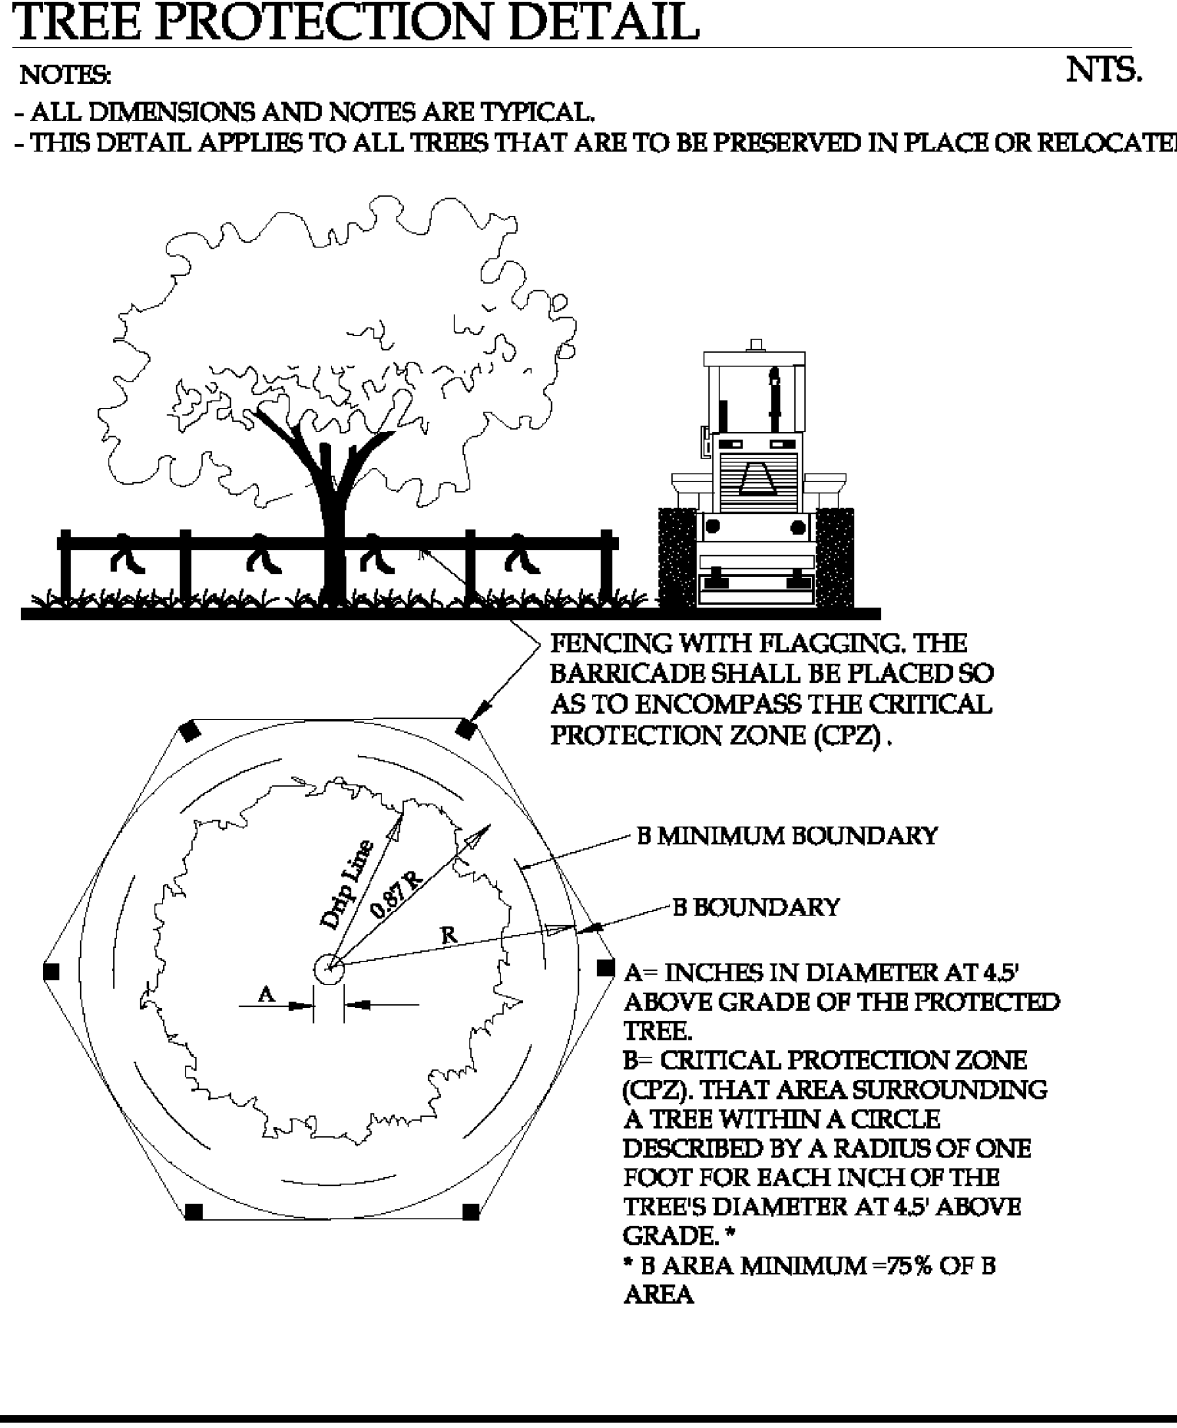 TREE PROTECTION DETAIL
NTS.
NOTES:
- ALL DIMENSIONS AND NOTES ARE TYPICAL.
- THIS DETAIL APPLIES TO ALL TREES THAT ARE TO BE PRESERVED IN PLACE OR RELOCATE
FENCING WITH FLAGGING. THE
BARRICADE SHALL BE PLACED SO
AS TO ENCOMPASS THE CRITICAL
PROTECTION ZONE (CPZ) .
B MINIMUM BOUNDARY
B BOUNDARY
Drip Line
0.87 R
R
A
A= INCHES IN DIAMETER AT 4.5'
ABOVE GRADE OF THE PROTECTED
TREE.
B= CRITICAL PROTECTION ZONE
(CPZ). THAT AREA SURROUNDING
A TREE WITHIN A CIRCLE
DESCRIBED BY A RADIUS OF ONE
FOOT FOR EACH INCH OF THE
TREE'S DIAMETER AT 4.5' ABOVE
GRADE. *
* B AREA MINIMUM =75% OF B
AREA